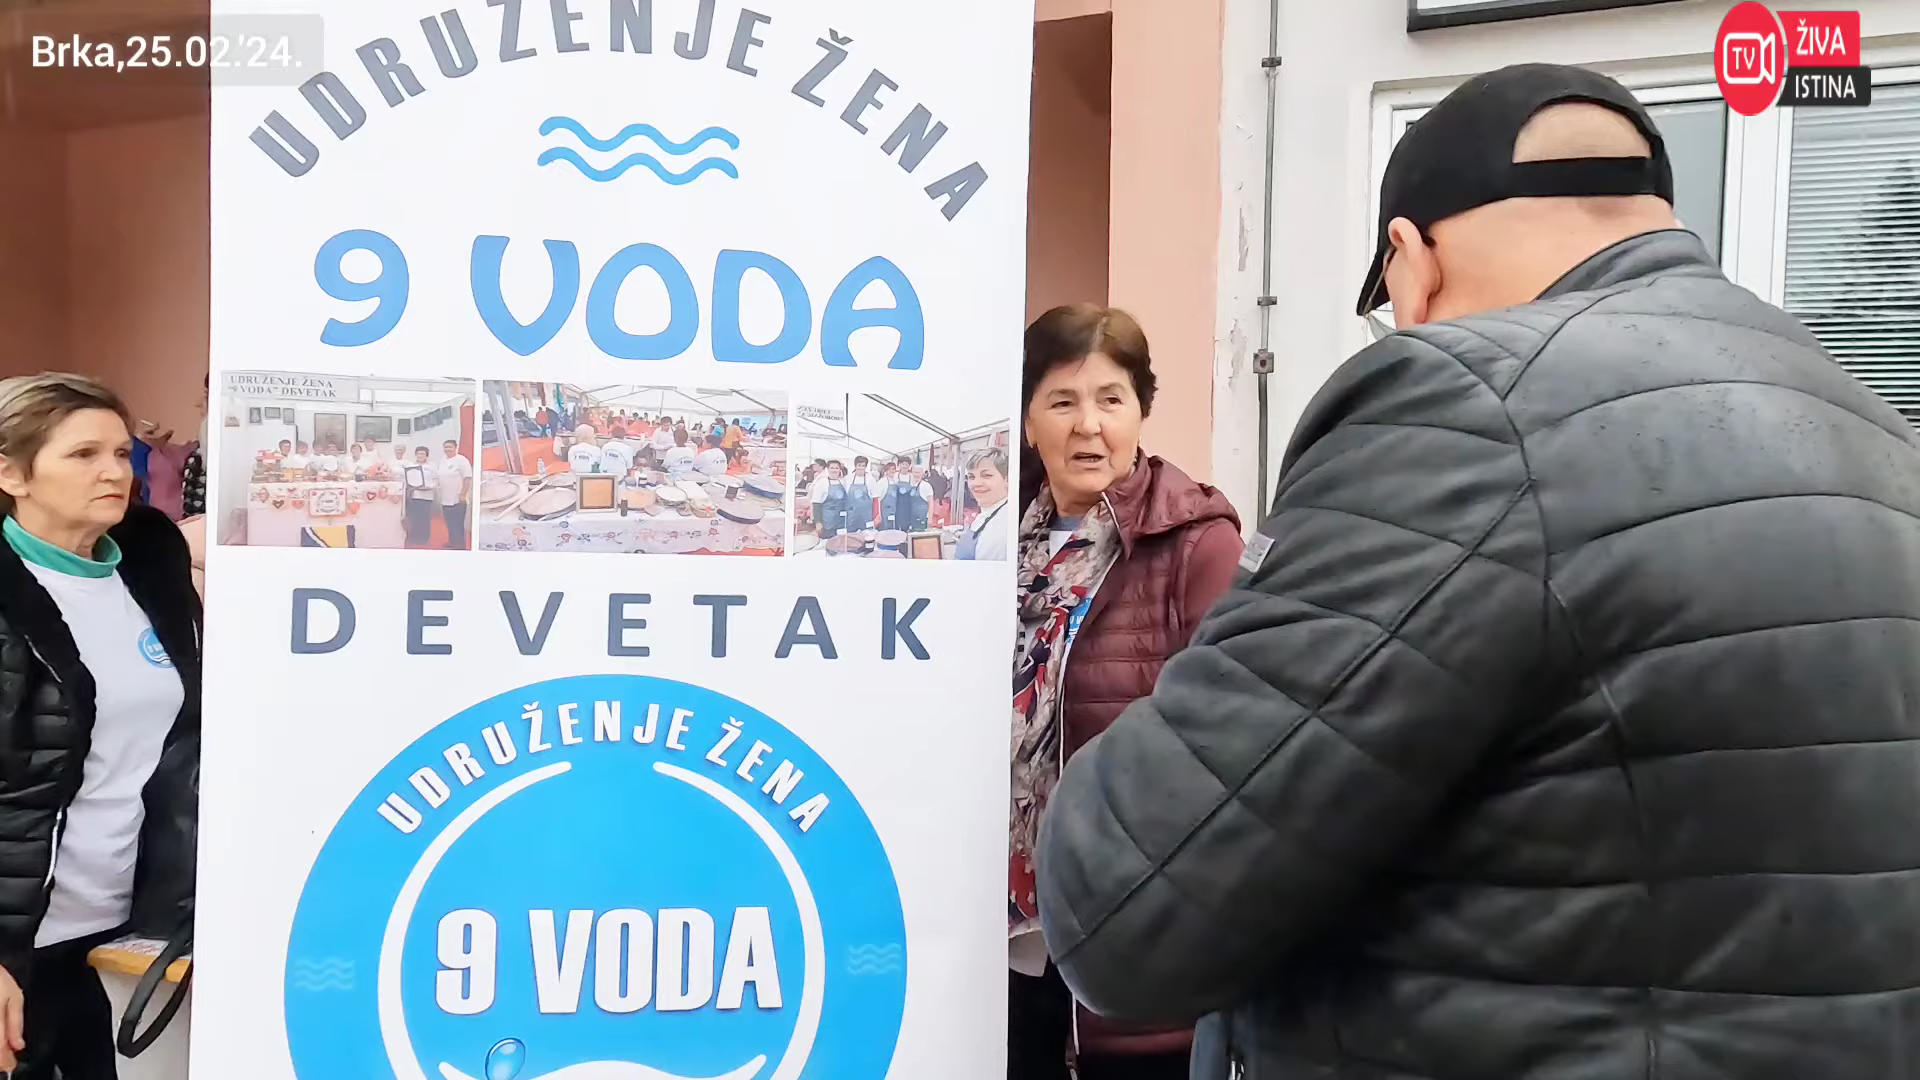 Brka,25.02.'24.
TV ŽIVA
ISTINA
UDRUŽENJE ŽENA
9 VODA
UDRUŽENJE ŽENA
"9 VODA" DEVETAK
DEVETAK
UDRUŽENJE ŽENA
9 VODA